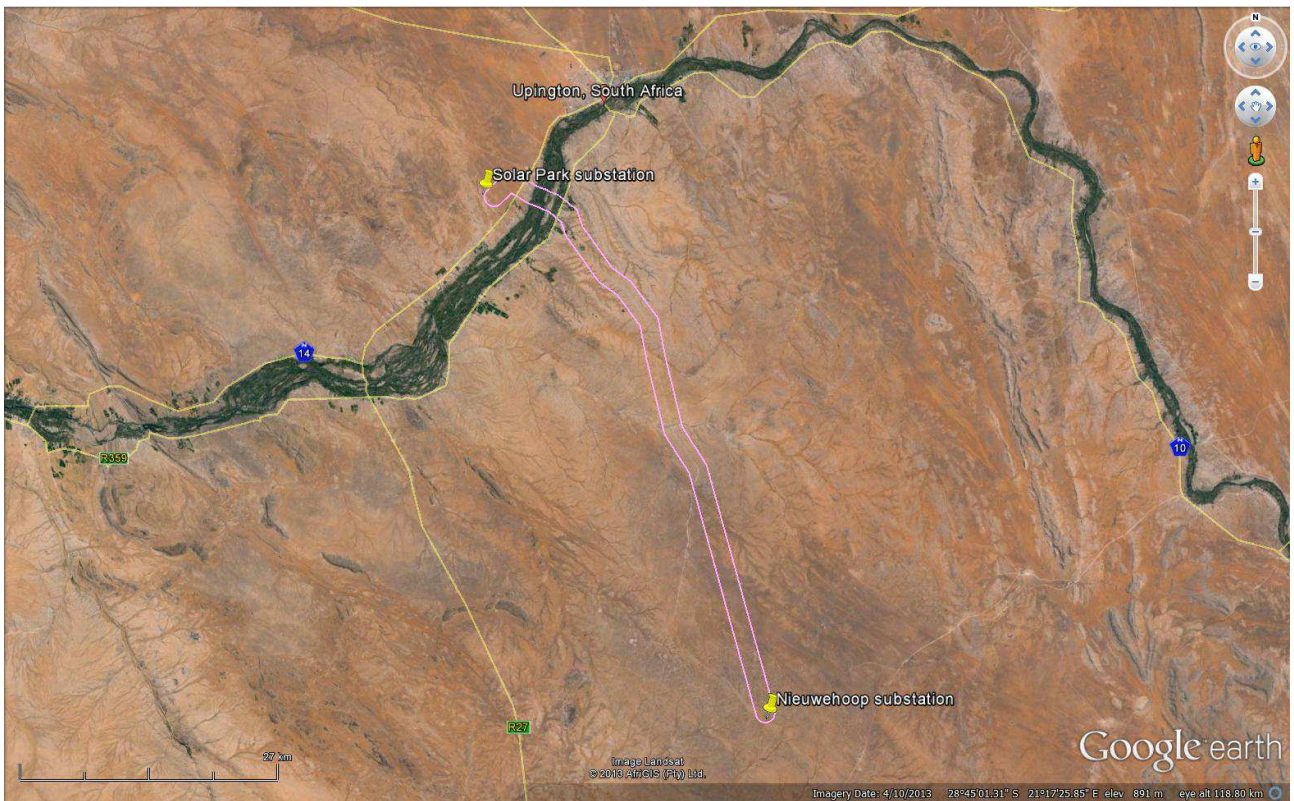 N
Upington, South Africa
Solar Park substation
N
14
R359
N
10
Nieuwehoop substation
R27
27 km
Image Landsat
© 2013 AfriGIS (Pty) Ltd.
Google earth
Imagery Date: 4/10/2013 28°45'01.31" S 21°17'25.85" E elev 891 m eye alt 118.80 km